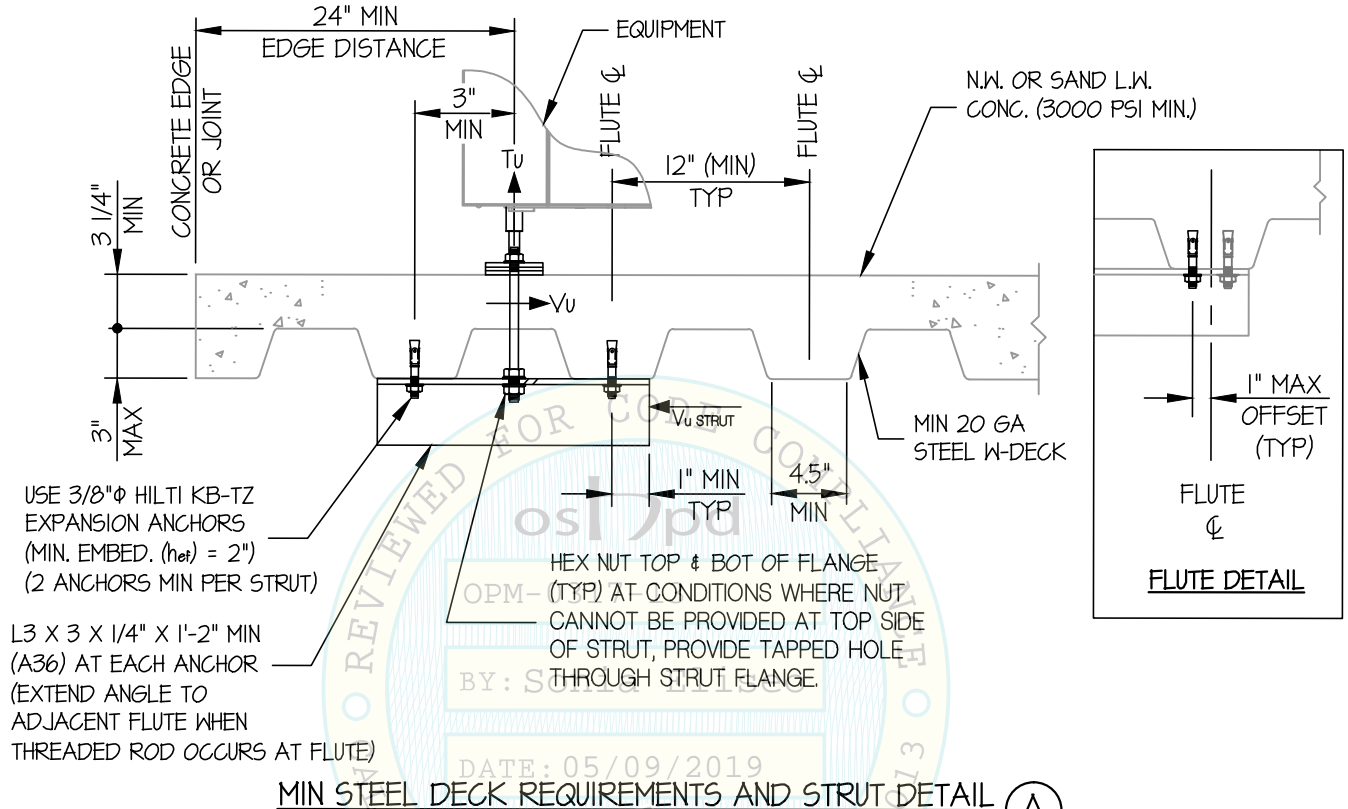 24" MIN
EDGE DISTANCE
EQUIPMENT
CONCRETE EDGE
OR JOINT
3"
MIN
Tu
FLUTE ℄
FLUTE ℄
12" (MIN)
TYP
N.W. OR SAND L.W.
CONC. (3000 PSI MIN.)
3 1/4"
MIN
Vu
3"
MAX
Vu STRUT
MIN 20 GA
STEEL W-DECK
1" MIN
TYP
4.5"
MIN
USE 3/8"Φ HILTI KB-TZ
EXPANSION ANCHORS
(MIN. EMBED. (hef) = 2")
(2 ANCHORS MIN PER STRUT)
HEX NUT TOP & BOT OF FLANGE
(TYP) AT CONDITIONS WHERE NUT
CANNOT BE PROVIDED AT TOP SIDE
OF STRUT, PROVIDE TAPPED HOLE
THROUGH STRUT FLANGE.
L3 X 3 X 1/4" X 1'-2" MIN
(A36) AT EACH ANCHOR
(EXTEND ANGLE TO
ADJACENT FLUTE WHEN
THREADED ROD OCCURS AT FLUTE)
1" MAX
OFFSET
(TYP)
FLUTE
℄
FLUTE DETAIL
REVIEWED FOR CODE COMPLIANCE
oshpd
BY: Sonia
DATE: 05/09/2019
MIN STEEL DECK REQUIREMENTS AND STRUT DETAIL
A